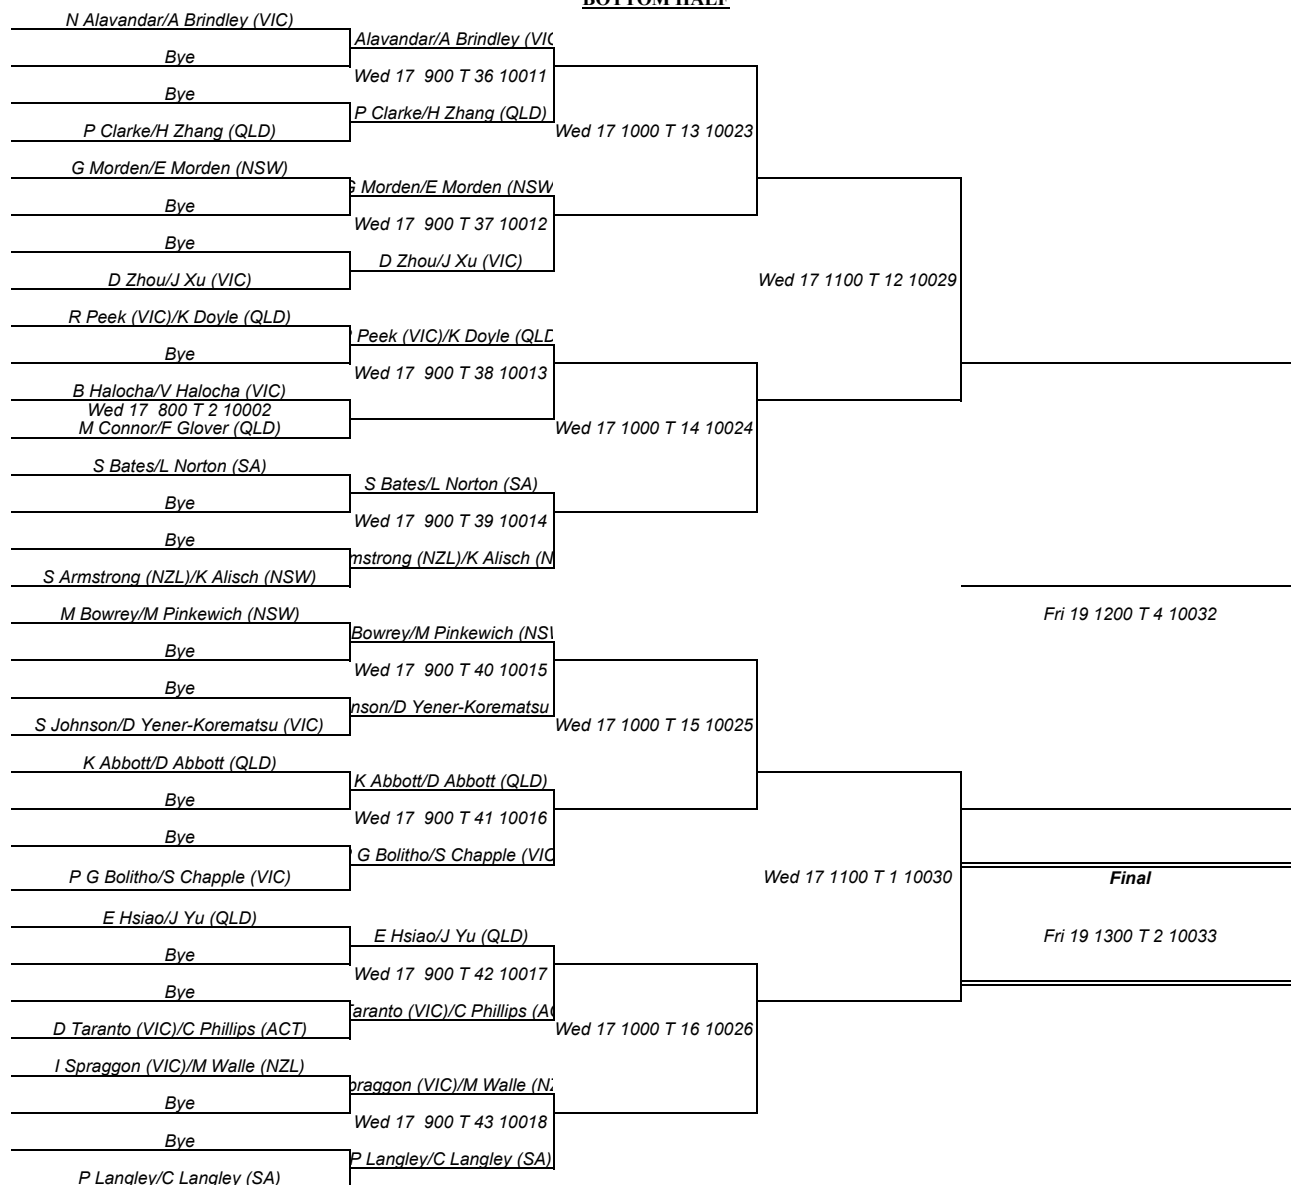 BOTTOM HALF
N Alavandar/A Brindley (VIC)
Alavandar/A Brindley (VIC
Bye
Wed 17 900 T 36 10011
Bye
P Clarke/H Zhang (QLD)
P Clarke/H Zhang (QLD)
Wed 17 1000 T 13 10023
G Morden/E Morden (NSW)
G Morden/E Morden (NSW
Bye
Wed 17 900 T 37 10012
Bye
D Zhou/J Xu (VIC)
D Zhou/J Xu (VIC)
Wed 17 1100 T 12 10029
R Peek (VIC)/K Doyle (QLD)
Peek (VIC)/K Doyle (QLD
Bye
Wed 17 900 T 38 10013
B Halocha/V Halocha (VIC)
Wed 17 800 T 2 10002
M Connor/F Glover (QLD)
Wed 17 1000 T 14 10024
S Bates/L Norton (SA)
S Bates/L Norton (SA)
Bye
Wed 17 900 T 39 10014
Bye
mstrong (NZL)/K Alisch (N
S Armstrong (NZL)/K Alisch (NSW)
M Bowrey/M Pinkewich (NSW)
Fri 19 1200 T 4 10032
Bowrey/M Pinkewich (NSW
Bye
Wed 17 900 T 40 10015
Bye
nson/D Yener-Korematsu
S Johnson/D Yener-Korematsu (VIC)
Wed 17 1000 T 15 10025
K Abbott/D Abbott (QLD)
K Abbott/D Abbott (QLD)
Bye
Wed 17 900 T 41 10016
Bye
G Bolitho/S Chapple (VIC
P G Bolitho/S Chapple (VIC)
Wed 17 1100 T 1 10030
Final
E Hsiao/J Yu (QLD)
E Hsiao/J Yu (QLD)
Fri 19 1300 T 2 10033
Bye
Wed 17 900 T 42 10017
Bye
Taranto (VIC)/C Phillips (AC
D Taranto (VIC)/C Phillips (ACT)
Wed 17 1000 T 16 10026
I Spraggon (VIC)/M Walle (NZL)
praggon (VIC)/M Walle (NZ
Bye
Wed 17 900 T 43 10018
Bye
P Langley/C Langley (SA)
P Langley/C Langley (SA)